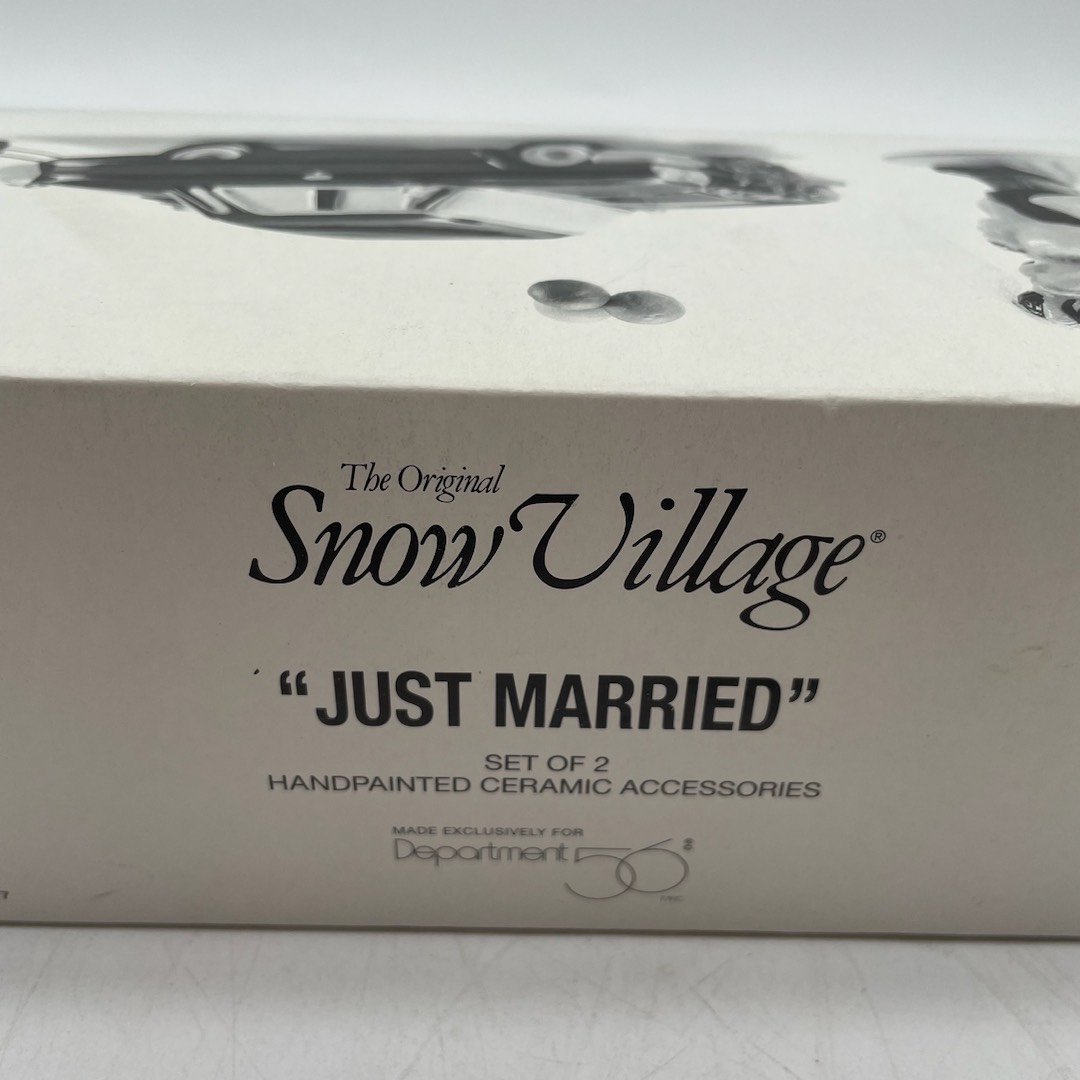 The Original
Snow Village®
“JUST MARRIED”
SET OF 2
HANDPAINTED CERAMIC ACCESSORIES
MADE EXCLUSIVELY FOR
Department 56